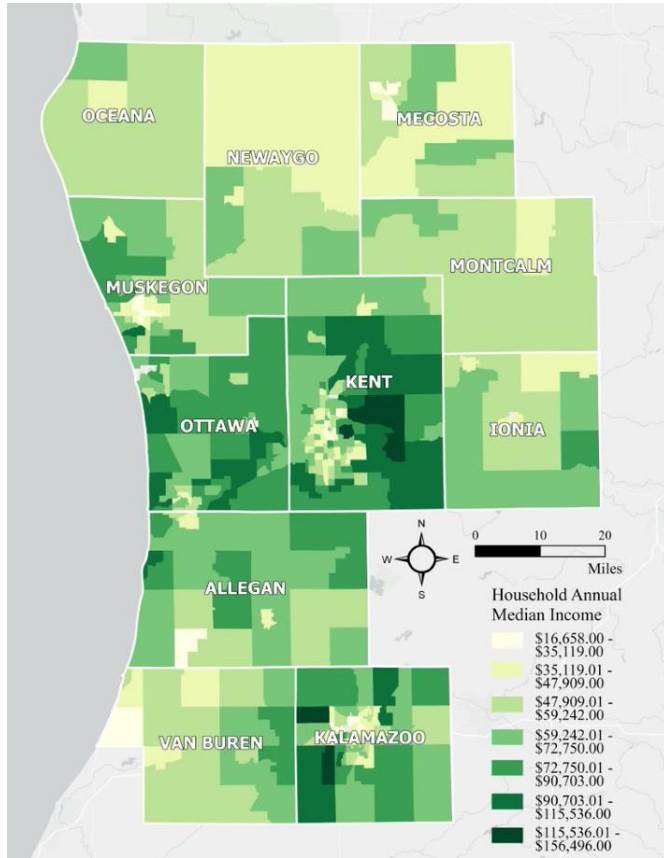 OCEANA
NEWAYGO
MECOSTA
MONTCALM
MUSKEGON
KENT
OTTAWA
IONIA
ALLEGAN
VAN BUREN
KALAMAZOO
N
W E
S
0 10 20
Miles
Household Annual
Median Income
$16,658.00 -
$35,119.00
$35,119.01 -
$47,909.00
$47,909.01 -
$59,242.00
$59,242.01 -
$72,750.00
$72,750.01 -
$90,703.00
$90,703.01 -
$115,536.00
$115,536.01 -
$156,496.00